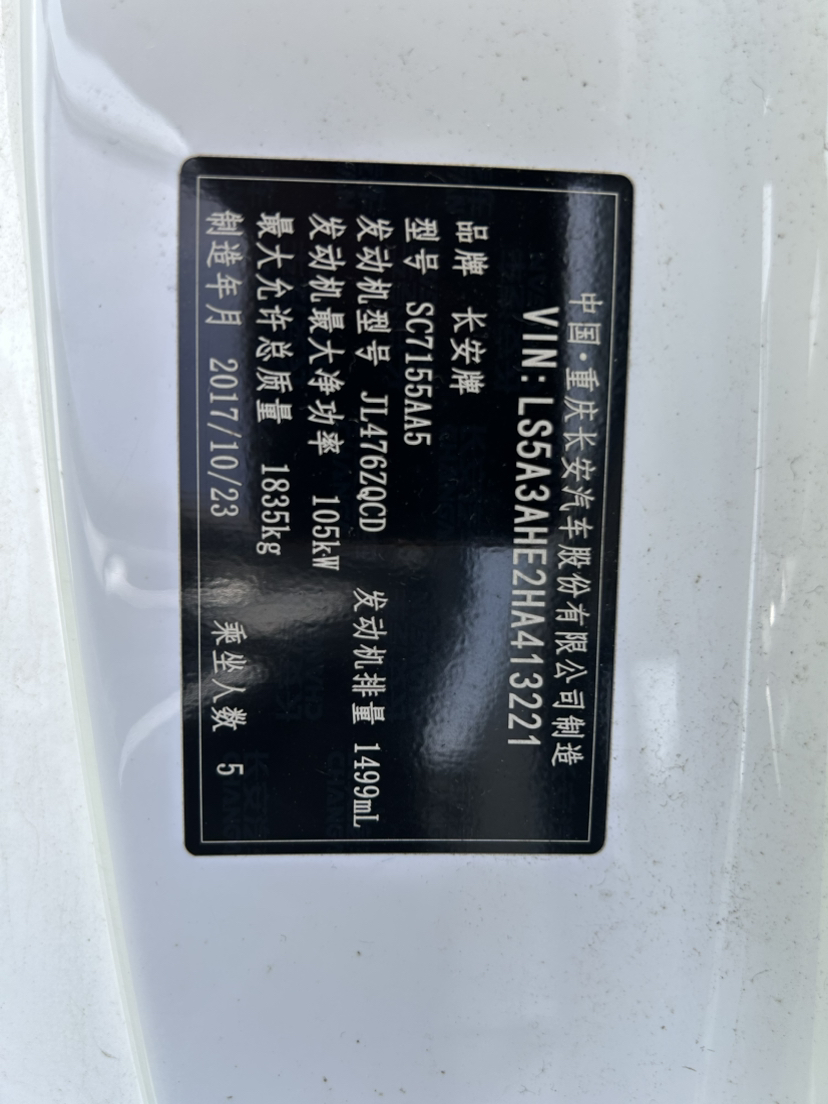 中国·重庆长安汽车股份有限公司制造
VIN:LS5A3AHE2HA413221
品牌 长安牌
型号 SC7155AA5
发动机型号 JL476ZQCD 发动机排量 1499mL
发动机最大净功率 105kW
最大允许总质量 1835kg
制造年月 2017/10/23 乘坐人数 5